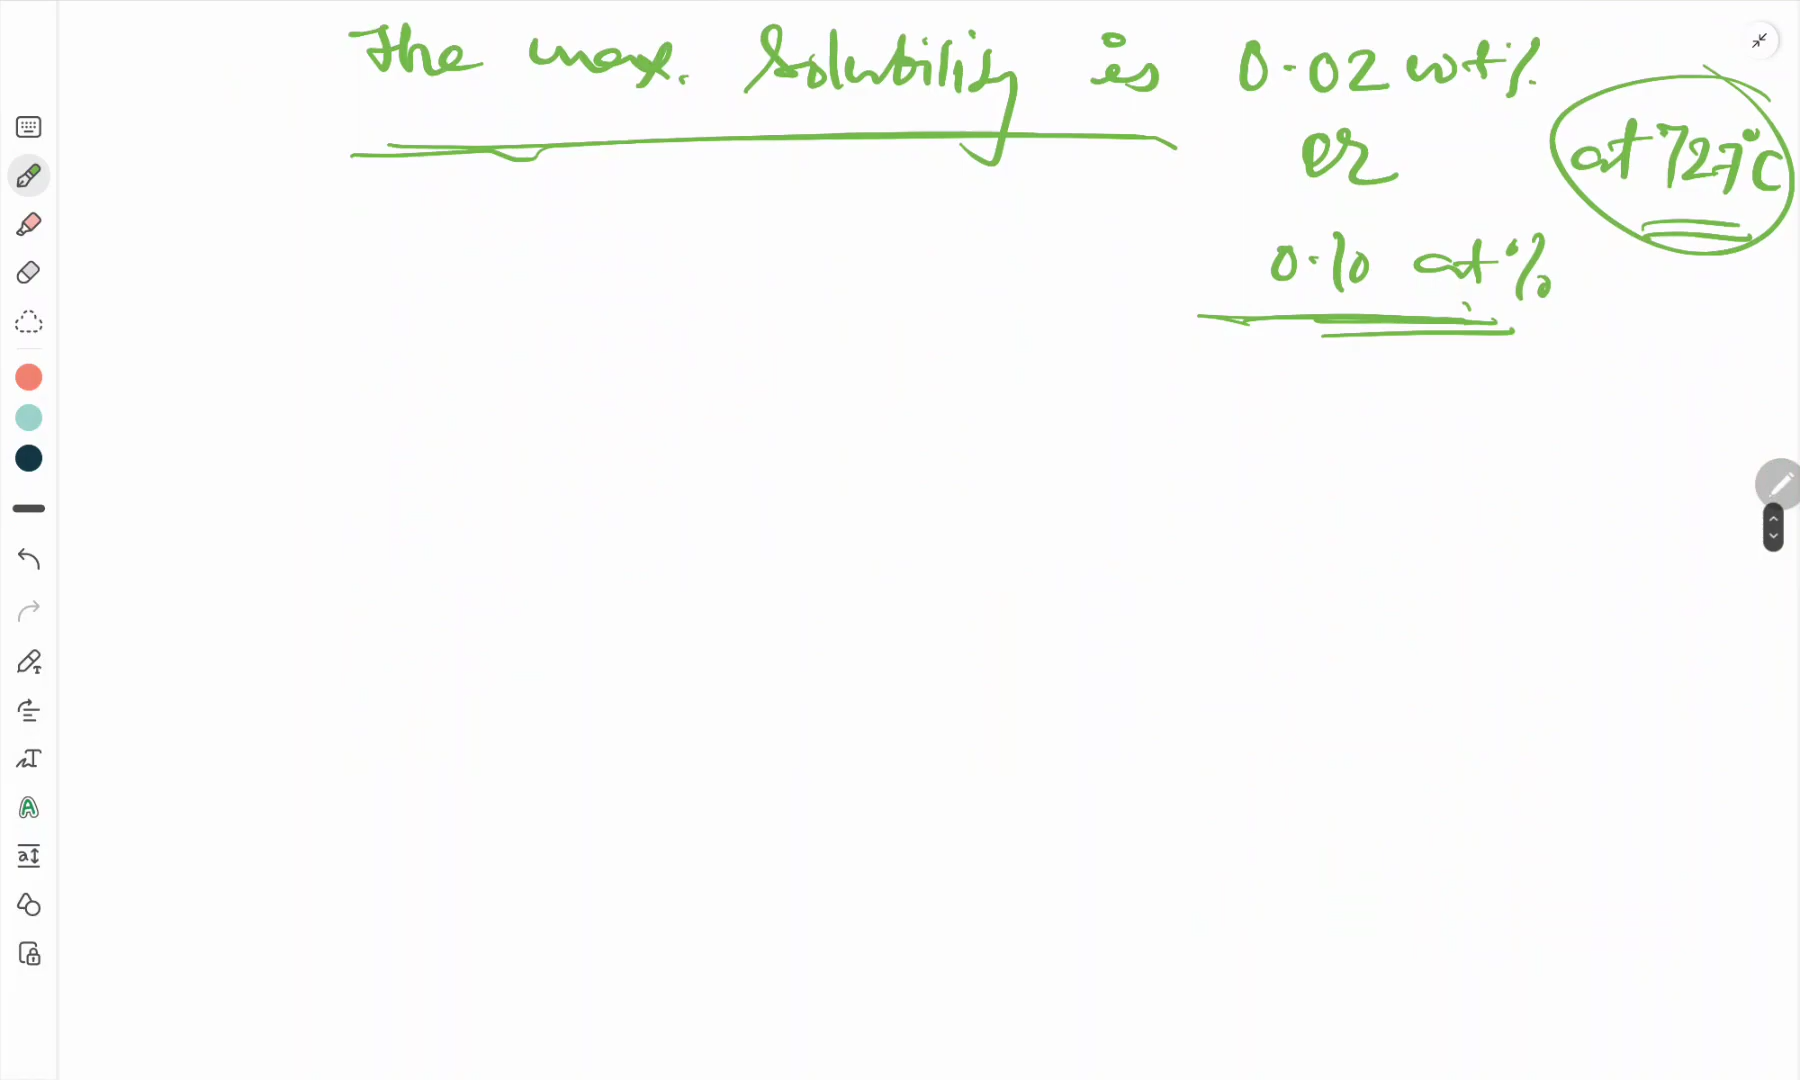 The max. Solubility is 0.02 wt%
or
at 727°C
0.10 at%